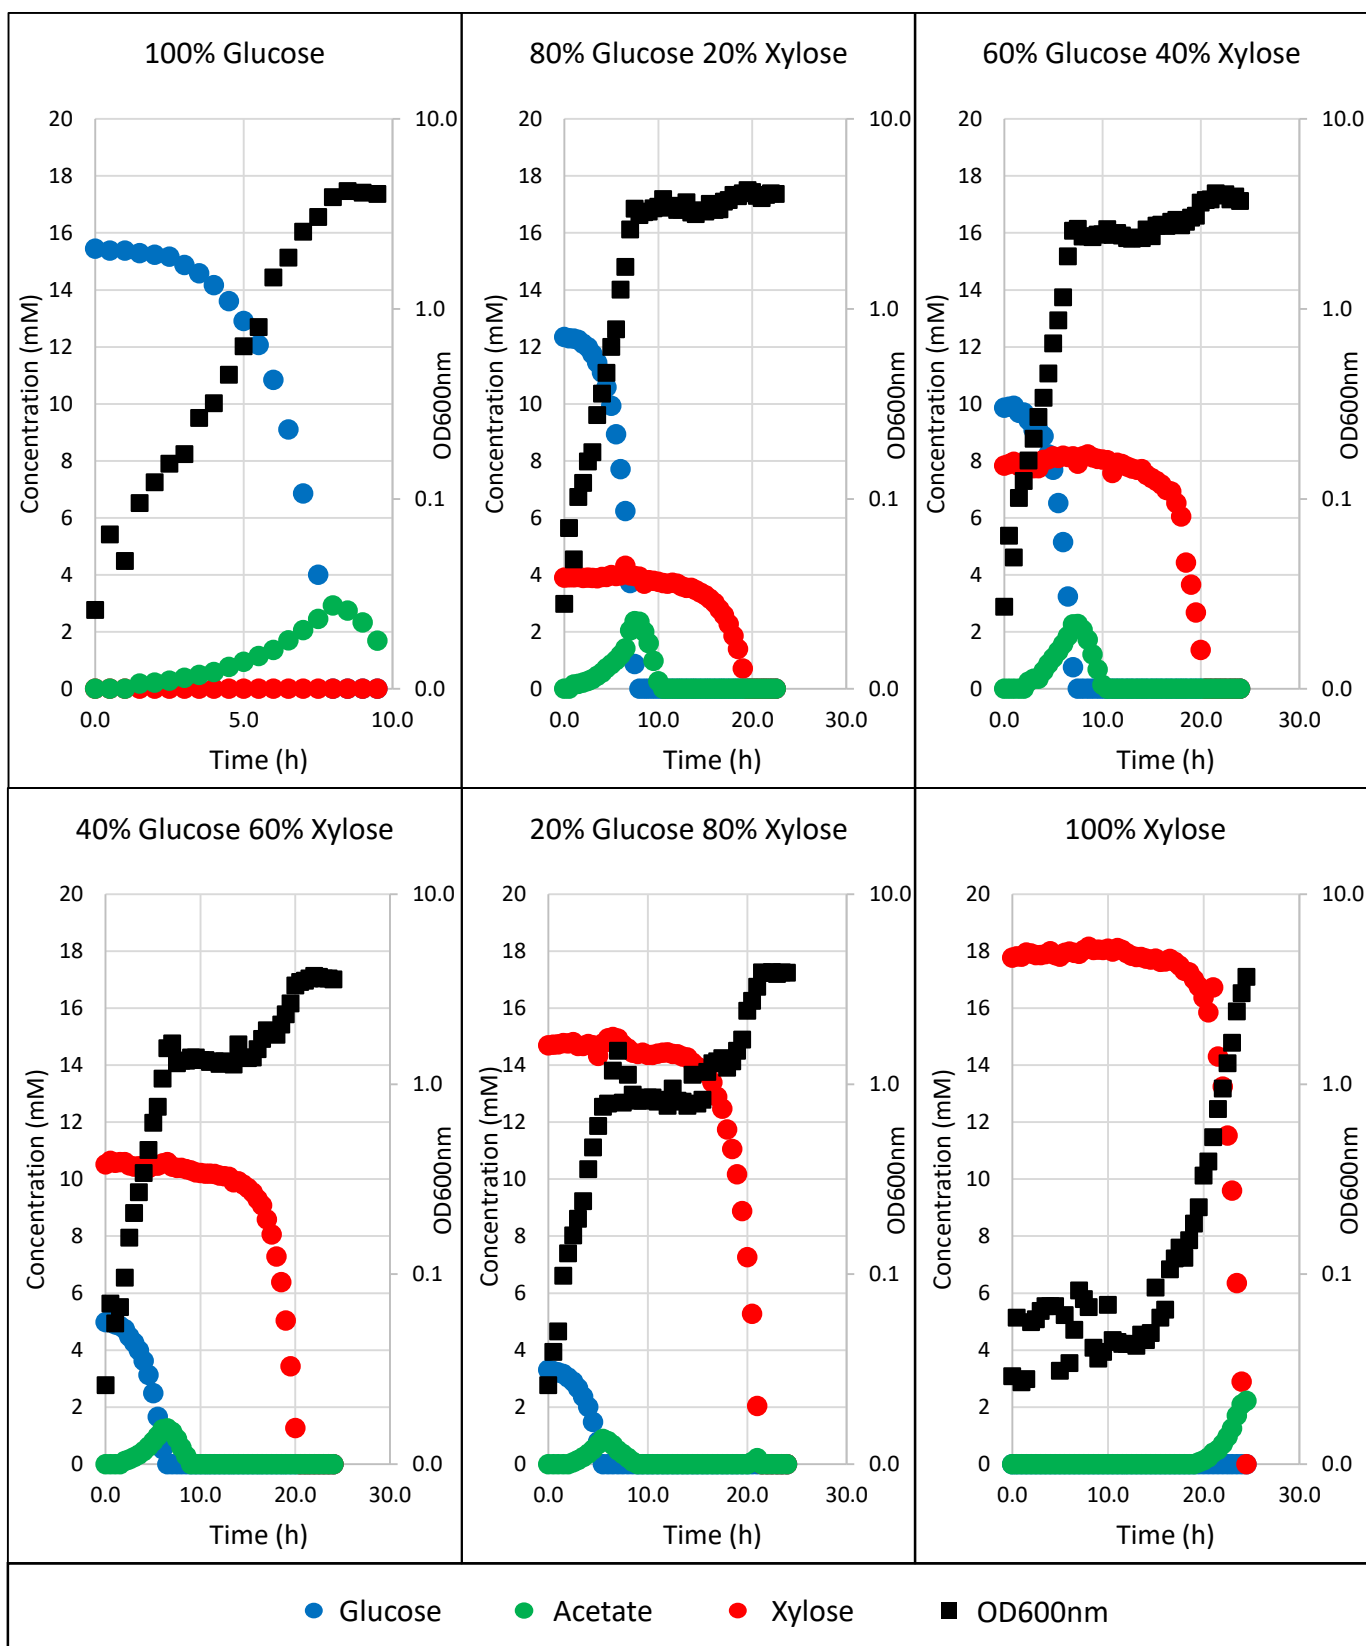 100% Glucose
80% Glucose 20% Xylose
60% Glucose 40% Xylose
20 18 16 14 12 10 8 6 4 2 0
Concentration (mM)
10.0 1.0 0.1 0.0
OD600nm
0.0 5.0 10.0
Time (h)
20 18 16 14 12 10 8 6 4 2 0
Concentration (mM)
10.0 1.0 0.1 0.0
OD600nm
0.0 10.0 20.0 30.0
Time (h)
20 18 16 14 12 10 8 6 4 2 0
Concentration (mM)
10.0 1.0 0.1 0.0
OD600nm
0.0 10.0 20.0 30.0
Time (h)
40% Glucose 60% Xylose
20% Glucose 80% Xylose
100% Xylose
20 18 16 14 12 10 8 6 4 2 0
Concentration (mM)
10.0 1.0 0.1 0.0
OD600nm
0.0 10.0 20.0 30.0
Time (h)
20 18 16 14 12 10 8 6 4 2 0
Concentration (mM)
10.0 1.0 0.1 0.0
OD600nm
0.0 10.0 20.0 30.0
Time (h)
20 18 16 14 12 10 8 6 4 2 0
Concentration (mM)
10.0 1.0 0.1 0.0
OD600nm
0.0 10.0 20.0 30.0
Time (h)
Glucose Acetate Xylose OD600nm